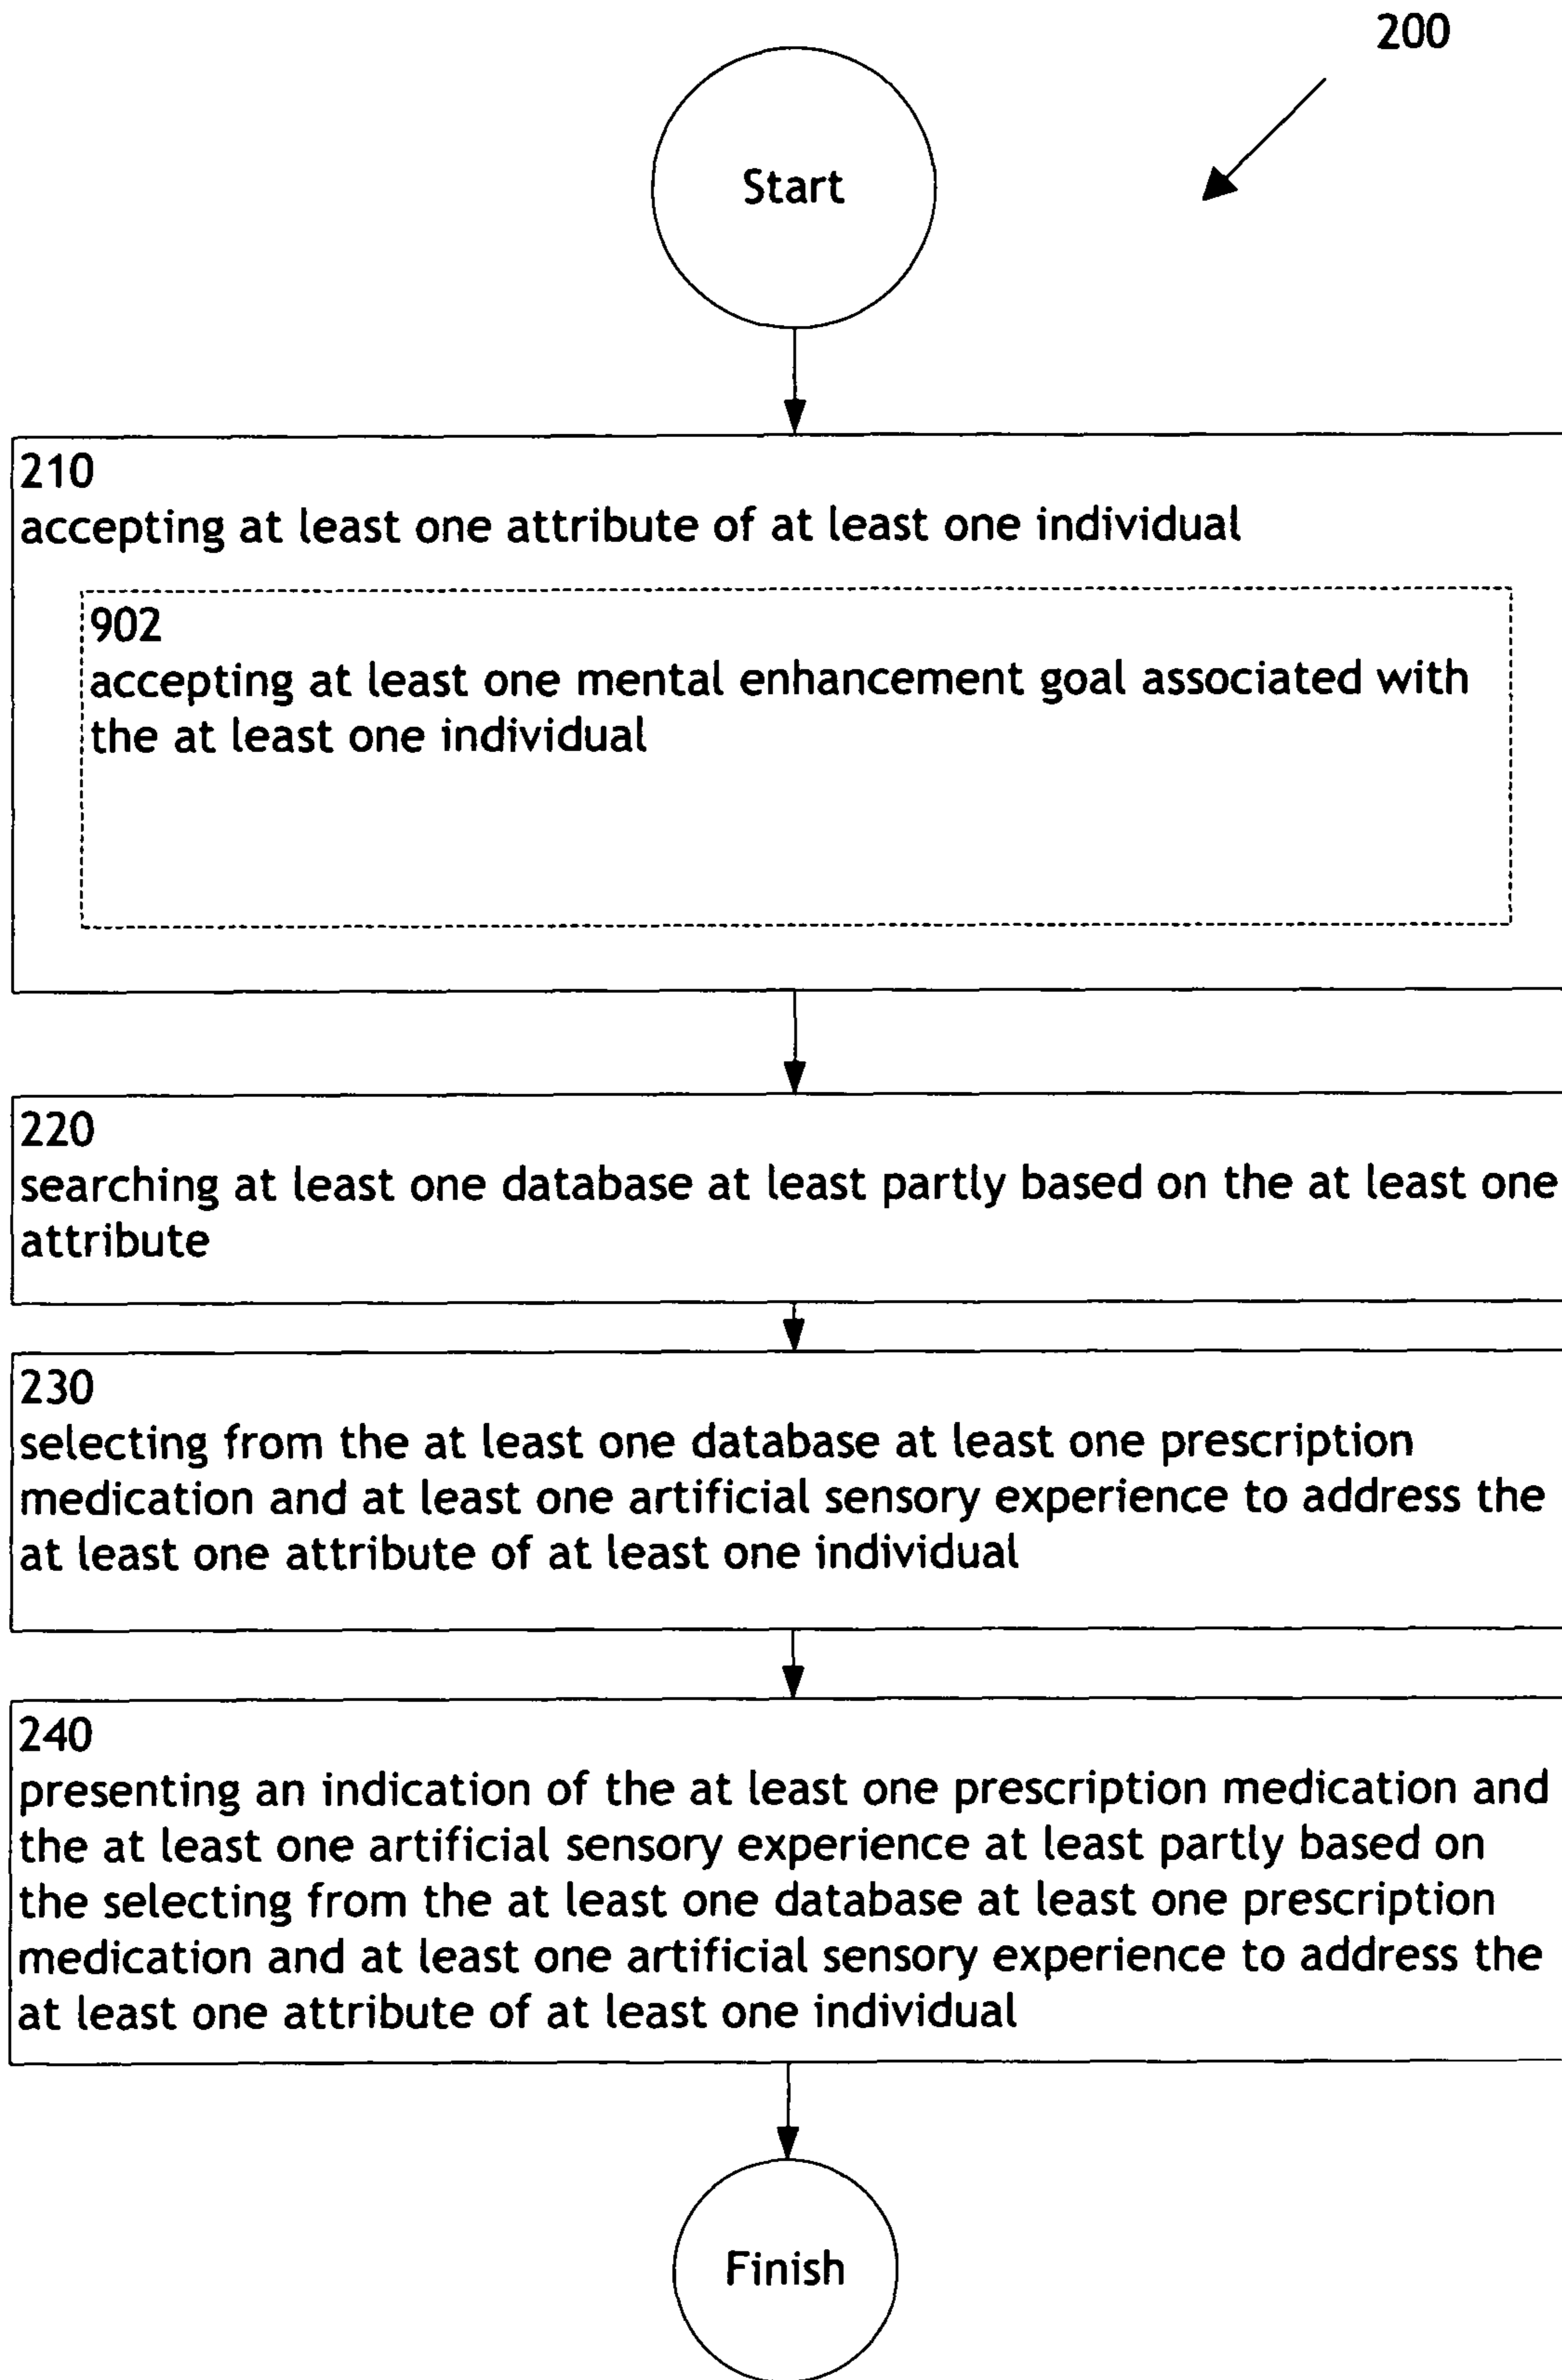 200
Start
210
accepting at least one attribute of at least one individual
902
accepting at least one mental enhancement goal associated with
the at least one individual
220
searching at least one database at least partly based on the at least one
attribute
230
selecting from the at least one database at least one prescription
medication and at least one artificial sensory experience to address the
at least one attribute of at least one individual
240
presenting an indication of the at least one prescription medication and
the at least one artificial sensory experience at least partly based on
the selecting from the at least one database at least one prescription
medication and at least one artificial sensory experience to address the
at least one attribute of at least one individual
Finish